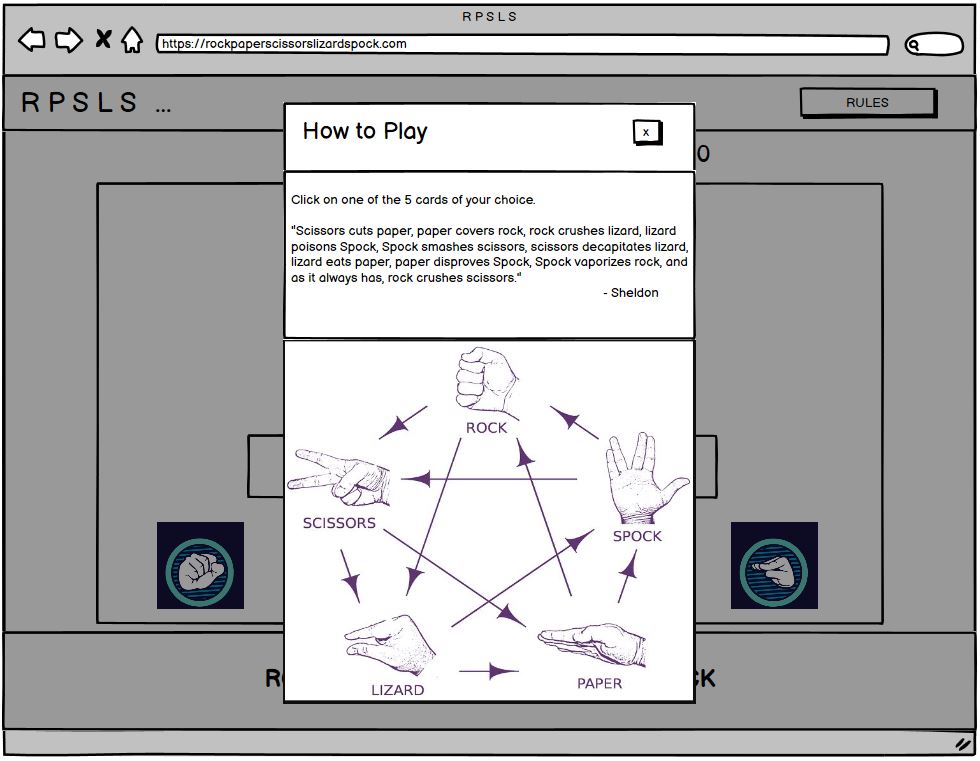 R P S L S
https://rockpaperscissorslizardspock.com
R P S L S ...
RULES
How to Play
x
0
Click on one of the 5 cards of your choice.
"Scissors cuts paper, paper covers rock, rock crushes lizard, lizard
poisons Spock, Spock smashes scissors, scissors decapitates lizard,
lizard eats paper, paper disproves Spock, Spock vaporizes rock, and
as it always has, rock crushes scissors."
- Sheldon
ROCK
SCISSORS
SPOCK
LIZARD
PAPER
R
CK